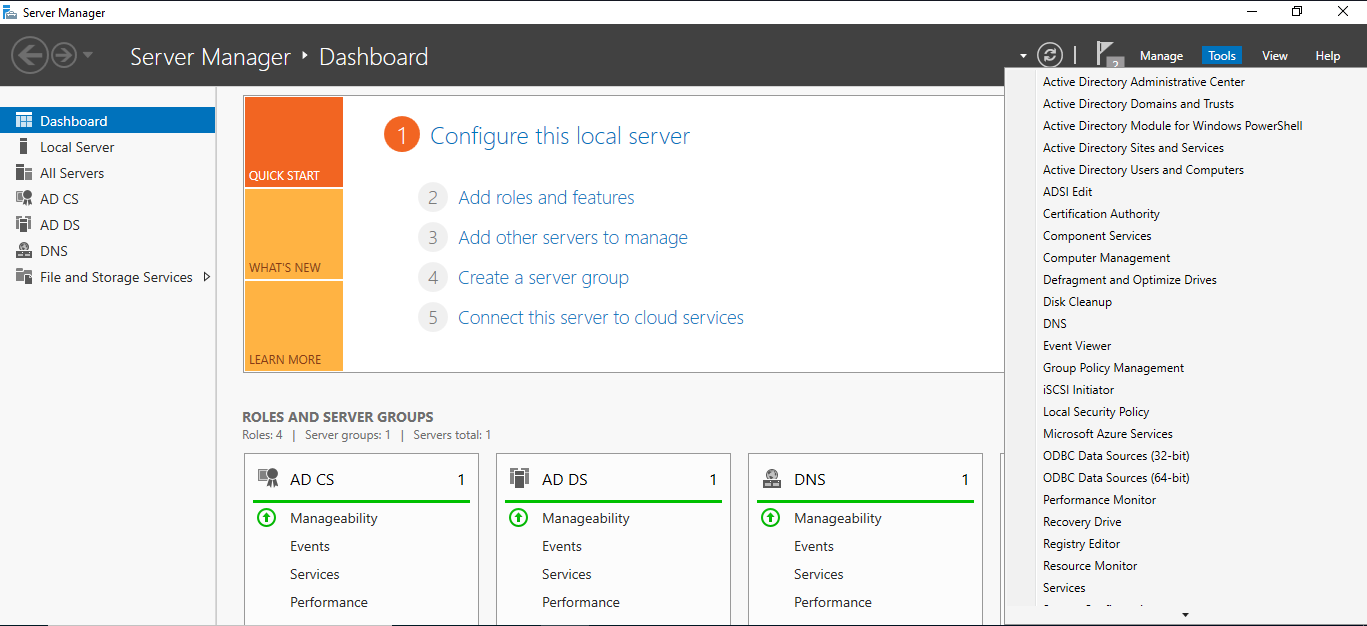 Server Manager
Server Manager ‣ Dashboard
2
Manage
Tools
View
Help
Dashboard
Local Server
All Servers
AD CS
AD DS
DNS
File and Storage Services
QUICK START
WHAT'S NEW
LEARN MORE
1 Configure this local server
2 Add roles and features
3 Add other servers to manage
4 Create a server group
5 Connect this server to cloud services
ROLES AND SERVER GROUPS
Roles: 4 | Server groups: 1 | Servers total: 1
AD CS 1
Manageability
Events
Services
Performance
AD DS 1
Manageability
Events
Services
Performance
DNS 1
Manageability
Events
Services
Performance
Active Directory Administrative Center
Active Directory Domains and Trusts
Active Directory Module for Windows PowerShell
Active Directory Sites and Services
Active Directory Users and Computers
ADSI Edit
Certification Authority
Component Services
Computer Management
Defragment and Optimize Drives
Disk Cleanup
DNS
Event Viewer
Group Policy Management
iSCSI Initiator
Local Security Policy
Microsoft Azure Services
ODBC Data Sources (32-bit)
ODBC Data Sources (64-bit)
Performance Monitor
Recovery Drive
Registry Editor
Resource Monitor
Services